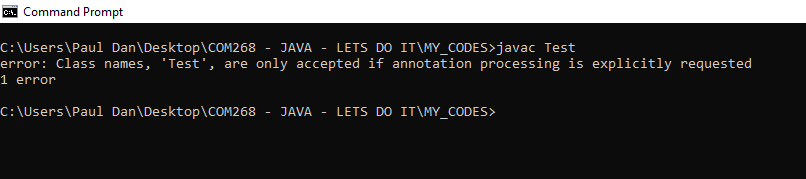 Command Prompt
C:\Users\Paul Dan\Desktop\COM268 - JAVA - LETS DO IT\MY_CODES>javac Test
error: Class names, 'Test', are only accepted if annotation processing is explicitly requested
1 error
C:\Users\Paul Dan\Desktop\COM268 - JAVA - LETS DO IT\MY_CODES>